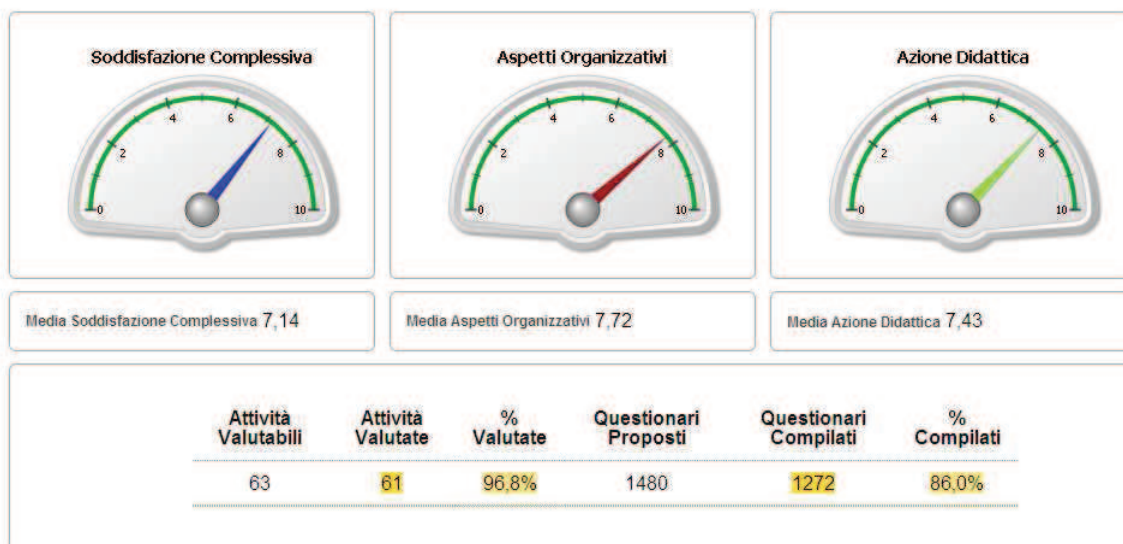 Soddisfazione Complessiva
0 2 4 6 8 10
Aspetti Organizzativi
0 2 4 6 8 10
Azione Didattica
0 2 4 6 8 10
Media Soddisfazione Complessiva 7,14
Media Aspetti Organizzativi 7,72
Media Azione Didattica 7,43
Attività Valutabili
Attività Valutate
% Valutate
Questionari Proposti
Questionari Compilati
% Compilati
63 61 96,8% 1480 1272 86,0%